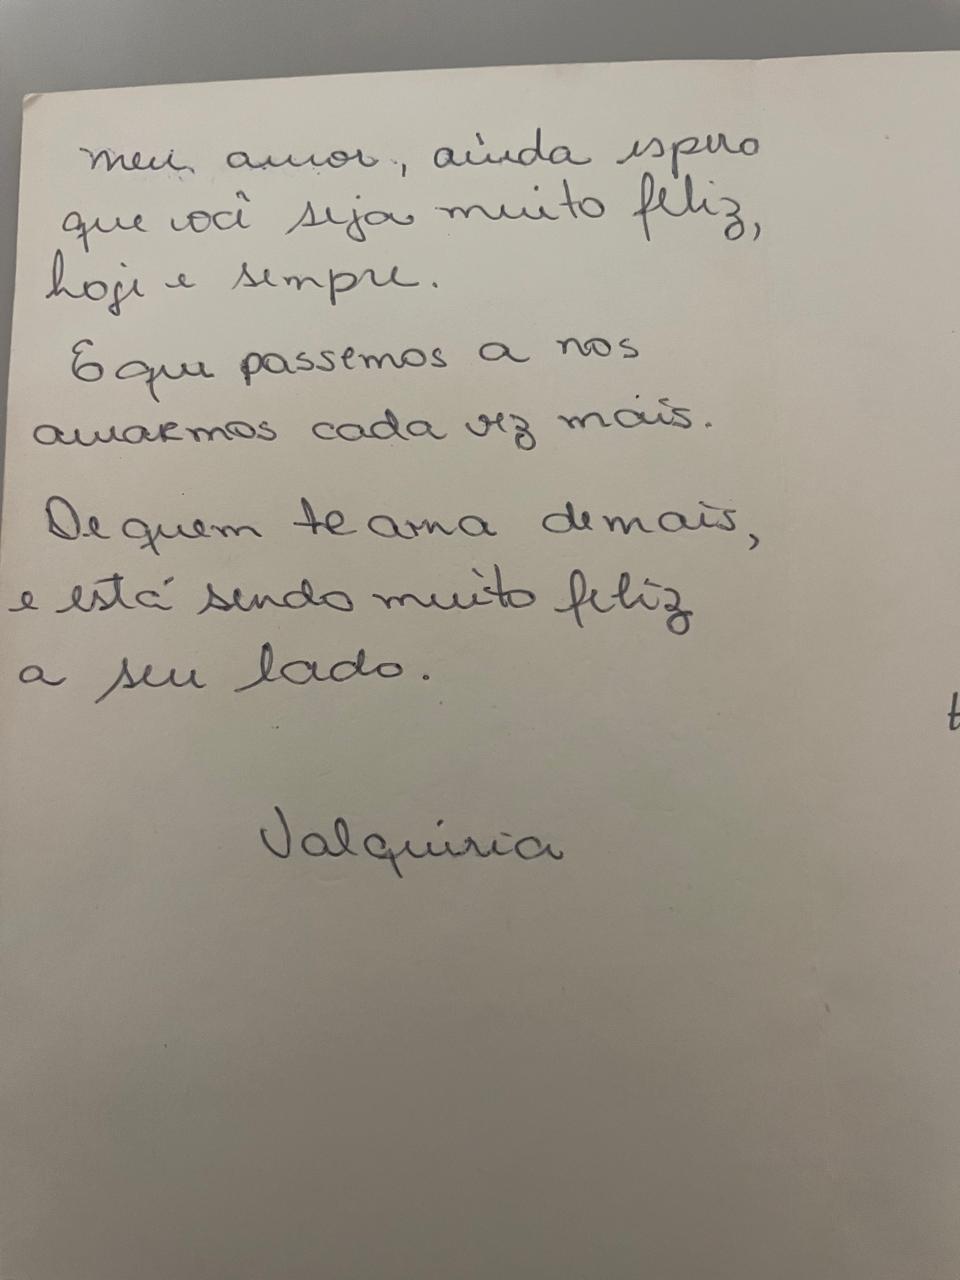 meu amor, ainda espero
que você seja muito feliz,
hoje e sempre.
E que passemos a nos
amarmos cada vez mais.
De quem te ama demais,
e está sendo muito feliz
a seu lado.
t
Valquiria